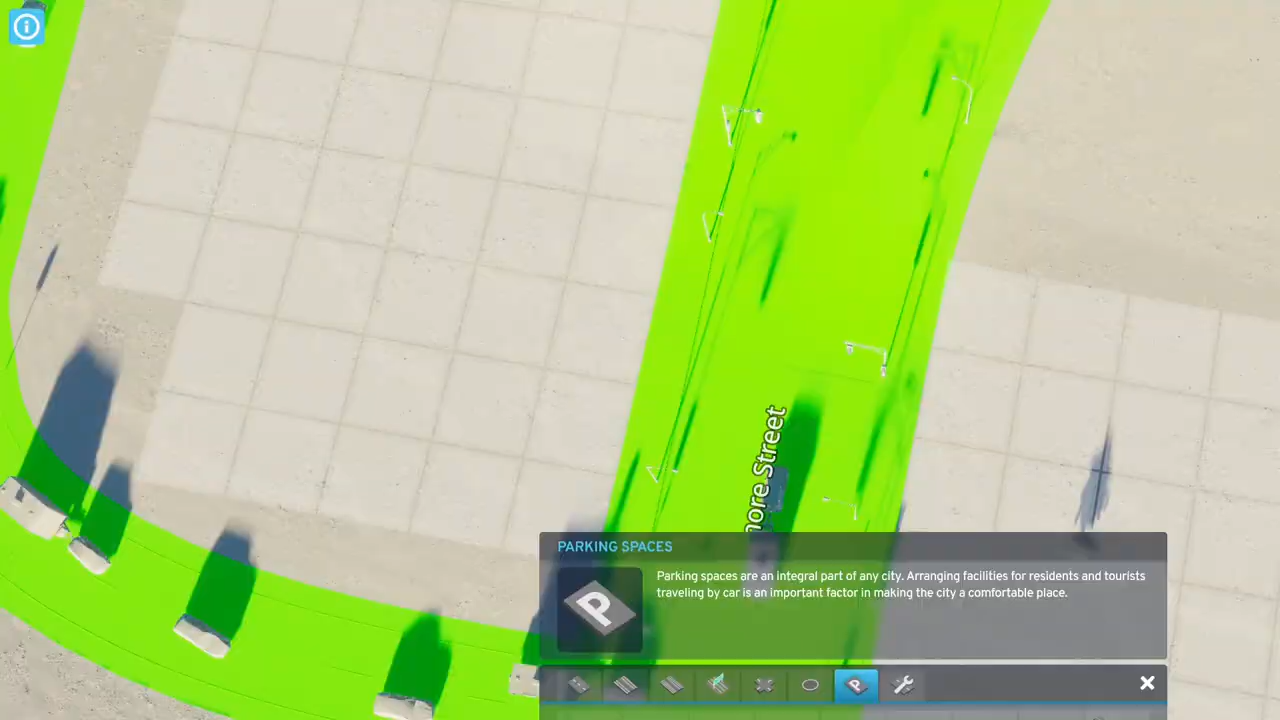 more Street
PARKING SPACES
P
Parking spaces are an integral part of any city. Arranging facilities for residents and tourists
traveling by car is an important factor in making the city a comfortable place.
P